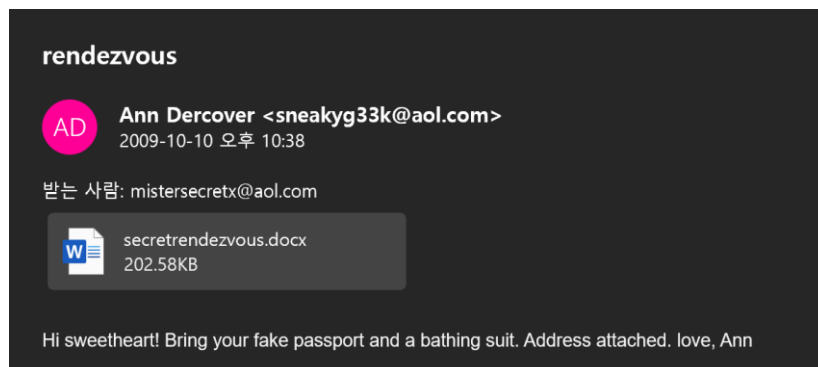 rendezvous
AD
Ann Dercover <sneakyg33k@aol.com>
2009-10-10 오후 10:38
받는 사람: mistersecretx@aol.com
W
secretrendezvous.docx
202.58KB
Hi sweetheart! Bring your fake passport and a bathing suit. Address attached. love, Ann